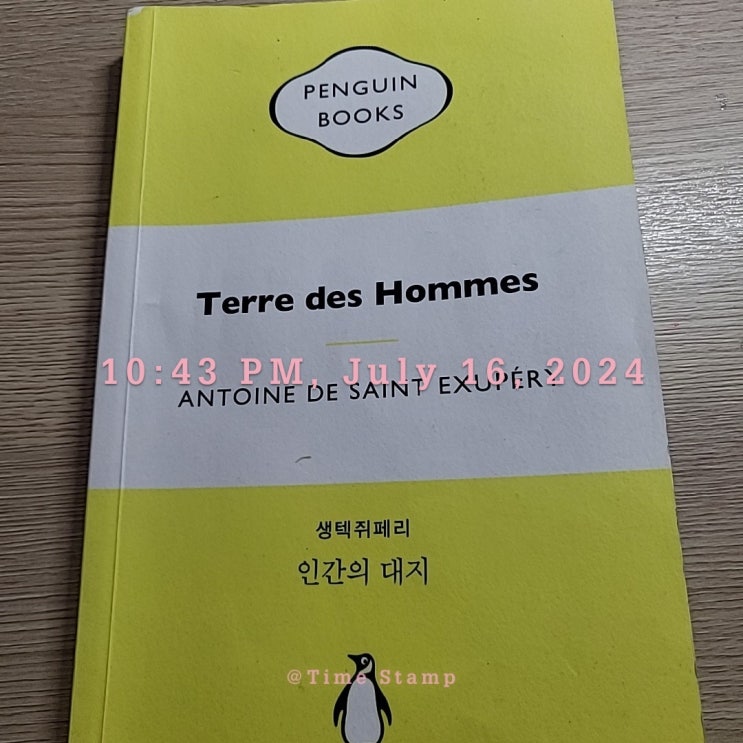 PENGUIN
BOOKS
Terre des Hommes
10:43 PM, July 16, 2024
ANTOINE DE SAINT EXUPÉRY
생텍쥐페리
인간의 대지
@Time Stamp